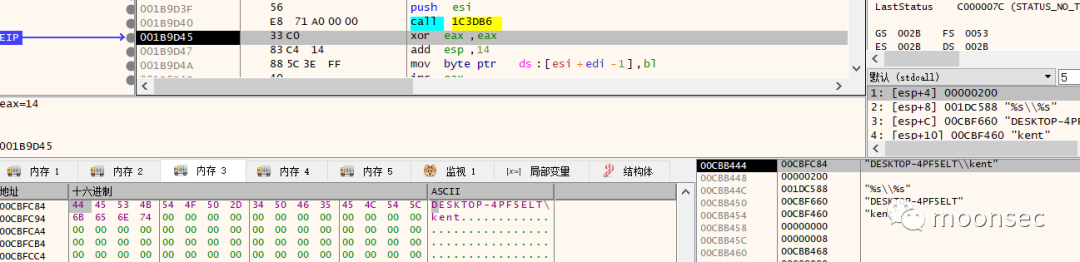 001B9D3F 56 push esi
001B9D40 E8 71 A0 00 00 call 1C3DB6
EIP 001B9D45 33 C0 xor eax,eax
001B9D47 83 C4 14 add esp,14
001B9D4A 88 5C 3E FF mov byte ptr ds:[esi+edi-1],bl
LastStatus C000007C (STATUS_NO_T
GS 002B FS 0053
ES 002B DS 002B
默认 (stdcall) 5
1: [esp+4] 00000200
2: [esp+8] 001DC588 "%s\\%s"
3: [esp+C] 00CBF660 "DESKTOP-4PF5ELT"
4: [esp+10] 00CBF460 "kent"
eax=14
001B9D45
内存 1 内存 2 内存 3 内存 4 内存 5 监视 1 [x=] 局部变量 结构体
地址 十六进制 ASCII
00CBFC84 44 45 53 4B 54 4F 50 2D 34 50 46 35 45 4C 54 5C DESKTOP-4PF5ELT\
00CBFC94 6B 65 6E 74 00 00 00 00 00 00 00 00 00 00 00 00 kent............
00CBFCA4 00 00 00 00 00 00 00 00 00 00 00 00 00 00 00 00 ................
00CBFCB4 00 00 00 00 00 00 00 00 00 00 00 00 00 00 00 00 ................
00CBFCC4 00 00 00 00 00 00 00 00 00 00 00 00 00 00 00 00 ................
00CBB444 00CBFC84 "DESKTOP-4PF5ELT\\kent"
00CBB448 00000200
00CBB44C 001DC588 "%s\\%s"
00CBB450 00CBF660 "DESKTOP-4PF5ELT"
00CBB454 00CBF460 "kent"
00CBB458 00000000
00CBB45C 00000008
00CBB460 00CBB468
moonsec